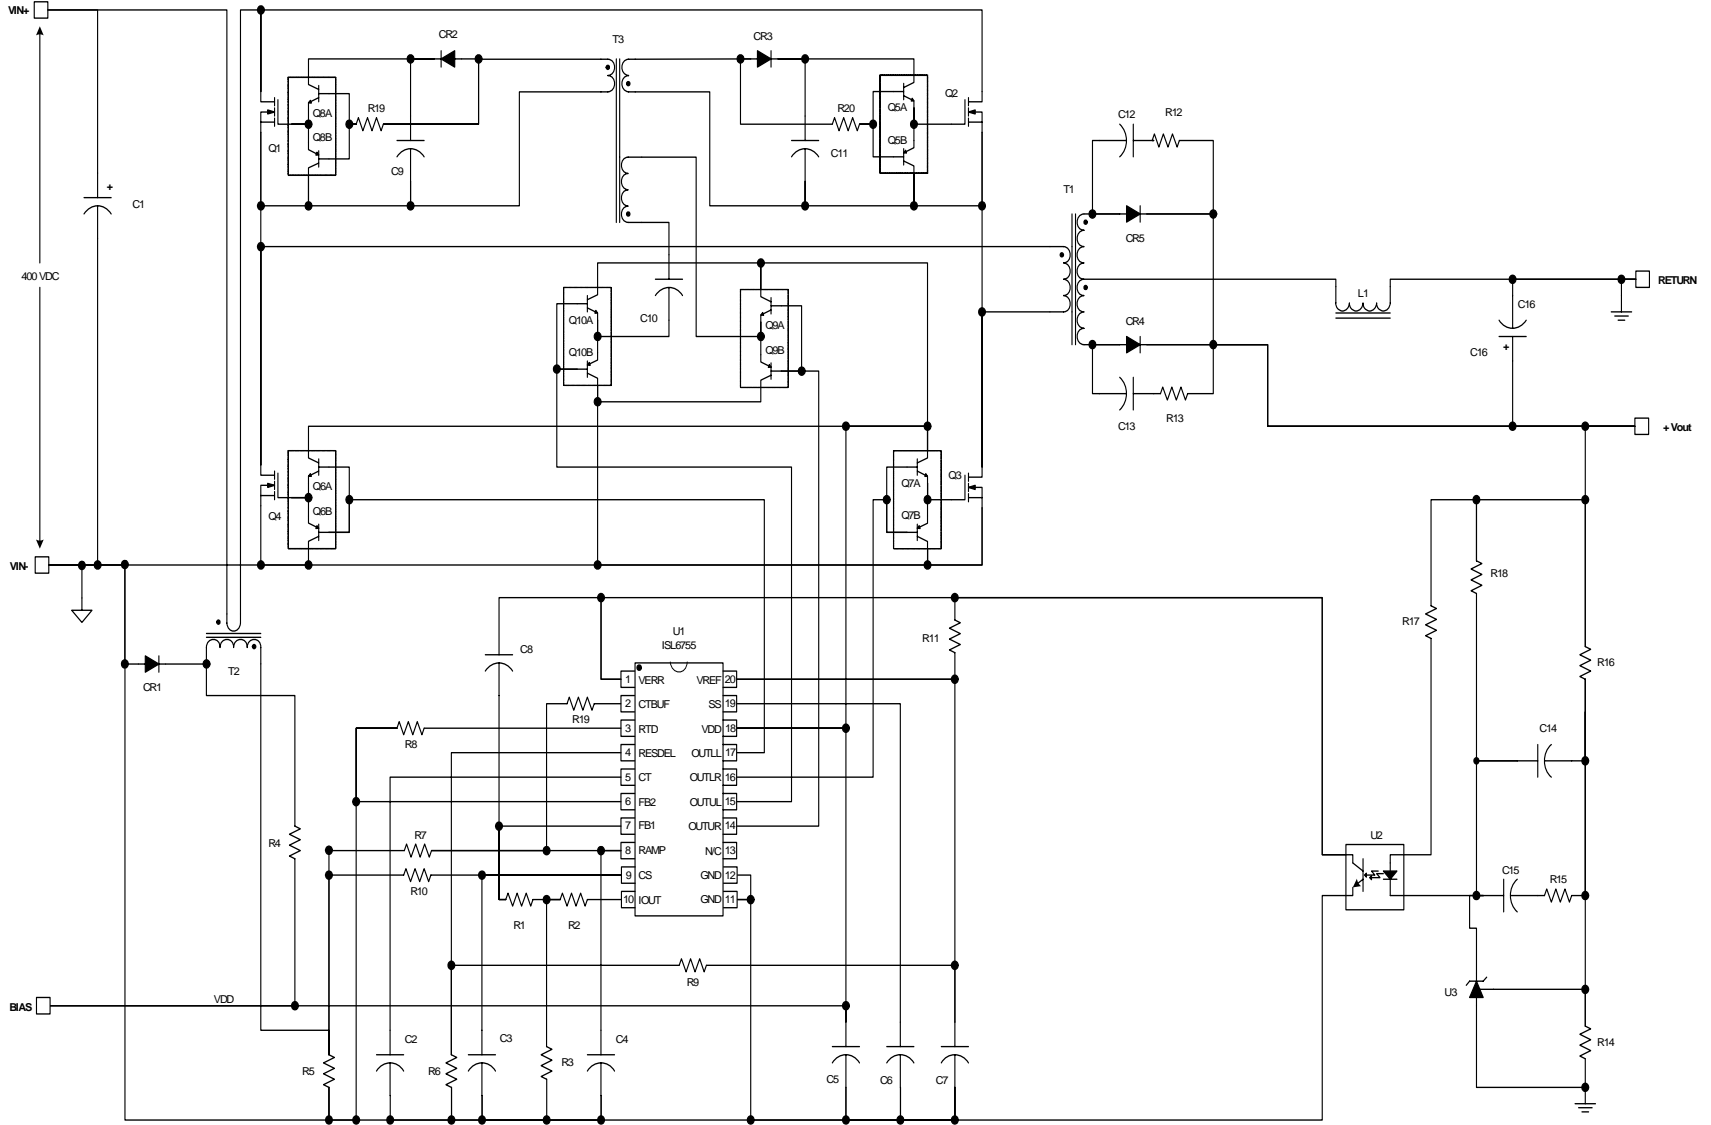 VIN+
CR2
T3
CR3
Q8A
Q8B
R19
Q1
C9
R20
C11
Q5A
Q5B
Q2
C12
R12
C1
T1
CR5
400 VDC
RETURN
L1
C16
C16
+
+
Q10A
Q10B
C10
Q9A
Q9B
CR4
C13
R13
+ Vout
Q6A
Q6B
Q4
Q7A
Q7B
Q3
VIN-
R18
R17
R16
T2
CR1
C8
U1
ISL6755
R11
1 VERR VREF 20
2 CTBUF SS 19
3 RTD VDD 18
4 RESDEL OUTLL 17
5 CT OUTLR 16
6 FB2 OUTUL 15
7 FB1 OUTUR 14
8 RAMP N/C 13
9 CS GND 12
10 IOUT GND 11
R19
R8
C14
R4
R7
R10
R1
R2
U2
C15
R15
R9
U3
BIAS
VDD
R5
C2
R6
C3
R3
C4
C5
C6
C7
R14